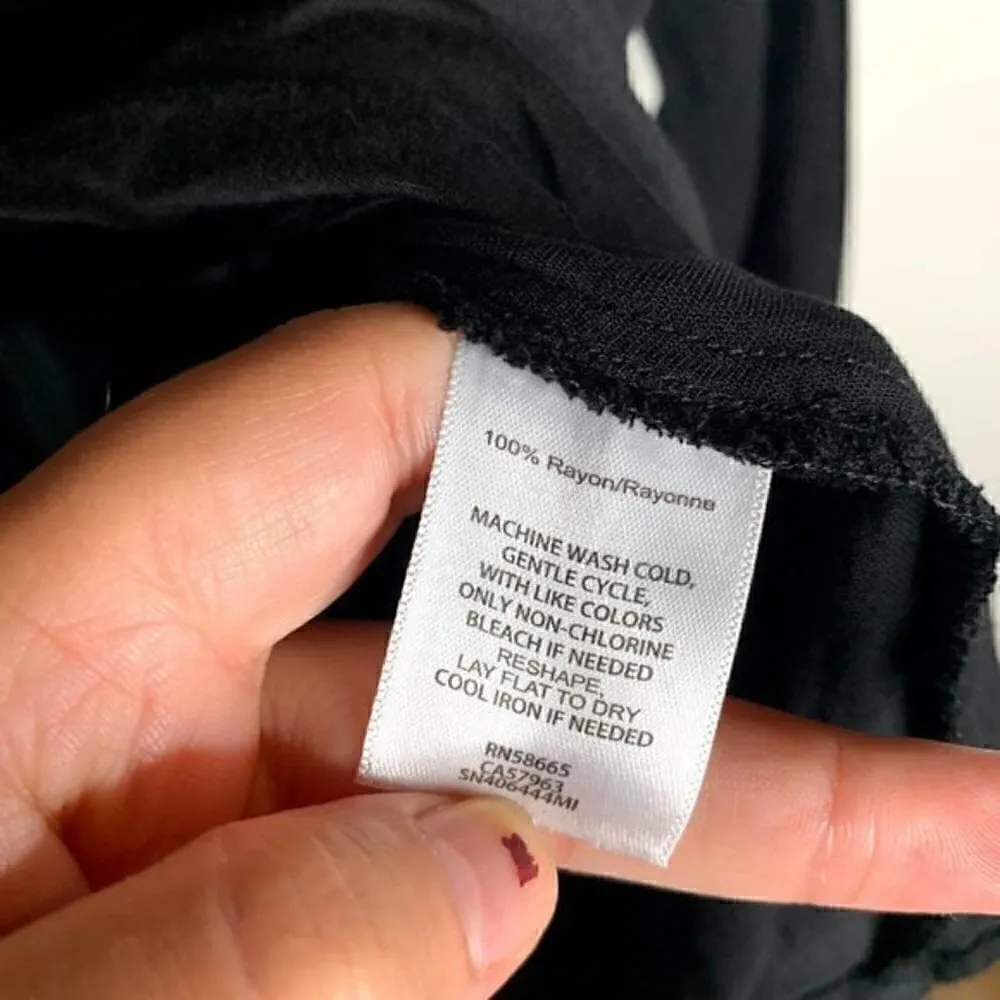 100% Rayon/Rayonne
MACHINE WASH COLD,
GENTLE CYCLE,
WITH LIKE COLORS
ONLY NON-CHLORINE
BLEACH IF NEEDED
RESHAPE,
LAY FLAT TO DRY
COOL IRON IF NEEDED
RN58665
CA57963
SN406444MI